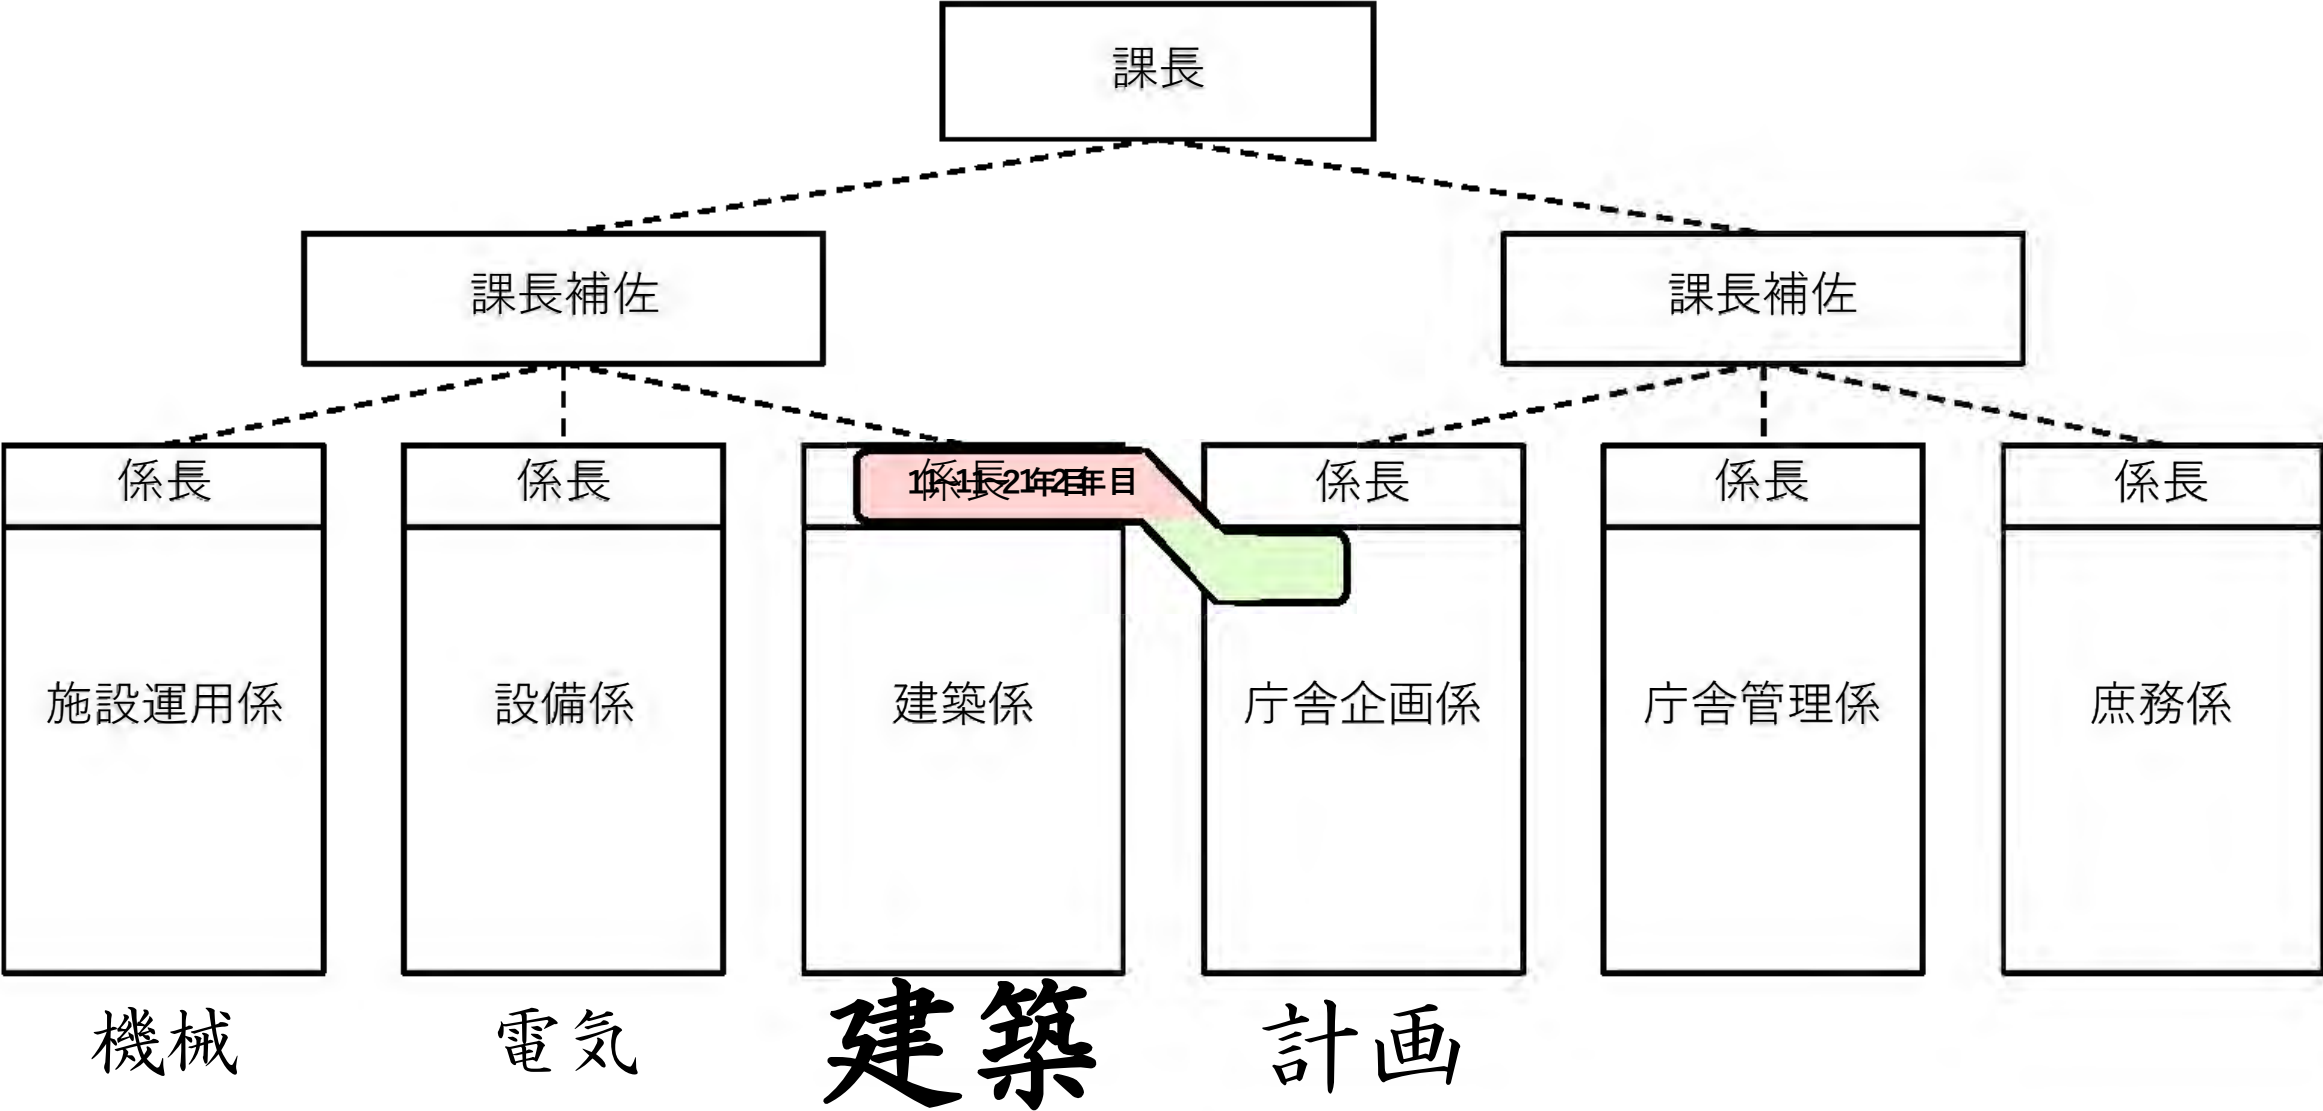 課長
課長補佐
課長補佐
係長
係長
係長
係長
係長
係長
施設運用係
設備係
建築係
庁舎企画係
庁舎管理係
庶務係
機械
電気
建築
計画